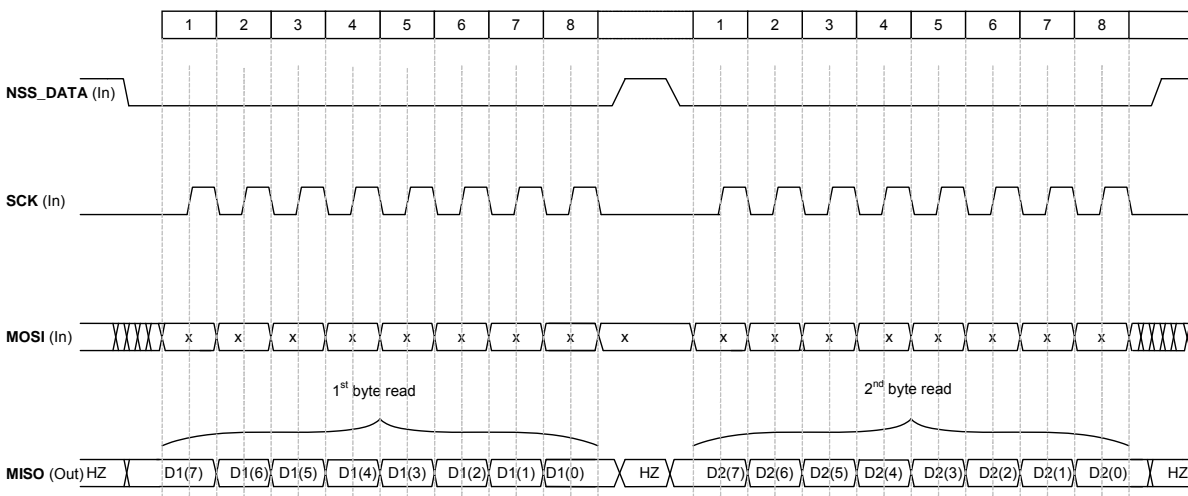 1 2 3 4 5 6 7 8 1 2 3 4 5 6 7 8
NSS_DATA (In)
SCK (In)
MOSI (In) x x x x x x x x x x x x x x x x x
1st byte read 2nd byte read
MISO (Out) HZ D1(7) D1(6) D1(5) D1(4) D1(3) D1(2) D1(1) D1(0) HZ D2(7) D2(6) D2(5) D2(4) D2(3) D2(2) D2(1) D2(0) HZ